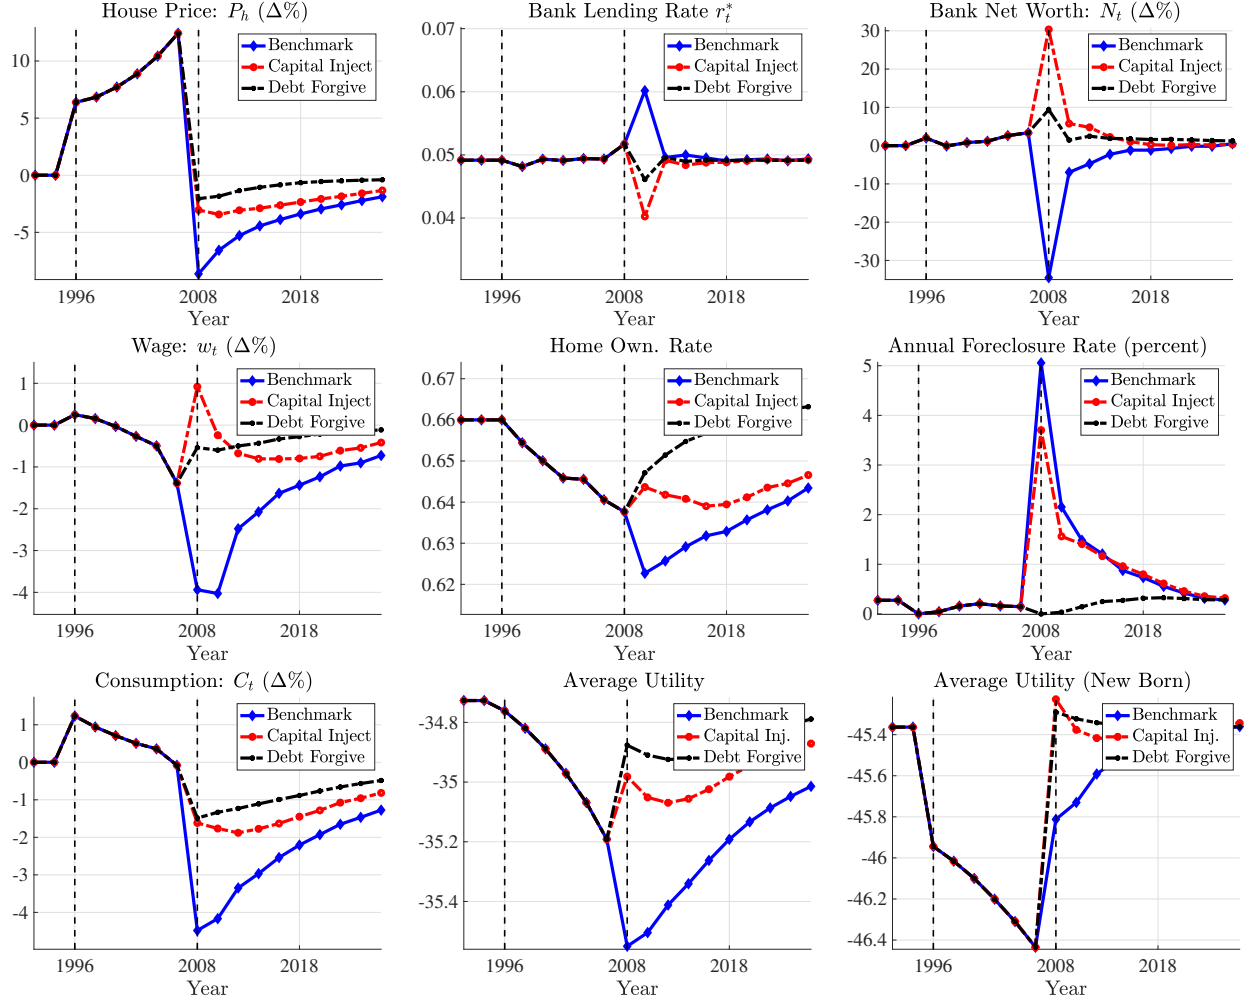 House Price: P_h (Δ%)
10
5
0
-5
1996
2008
2018
Year
Benchmark
Capital Inject
Debt Forgive
Bank Lending Rate r_t^*
0.07
0.06
0.05
0.04
1996
2008
2018
Year
Benchmark
Capital Inject
Debt Forgive
Bank Net Worth: N_t (Δ%)
30
20
10
0
-10
-20
-30
1996
2008
2018
Year
Benchmark
Capital Inject
Debt Forgive
Wage: w_t (Δ%)
1
0
-1
-2
-3
-4
1996
2008
2018
Year
Benchmark
Capital Inject
Debt Forgive
Home Own. Rate
0.67
0.66
0.65
0.64
0.63
0.62
1996
2008
2018
Year
Benchmark
Capital Inject
Debt Forgive
Annual Foreclosure Rate (percent)
5
4
3
2
1
0
1996
2008
2018
Year
Benchmark
Capital Inject
Debt Forgive
Consumption: C_t (Δ%)
1
0
-1
-2
-3
-4
1996
2008
2018
Year
Benchmark
Capital Inject
Debt Forgive
Average Utility
-34.8
-35
-35.2
-35.4
1996
2008
2018
Year
Benchmark
Capital Inj.
Debt Forgive
Average Utility (New Born)
-45.4
-45.6
-45.8
-46
-46.2
-46.4
1996
2008
2018
Year
Benchmark
Capital Inj.
Debt Forgive